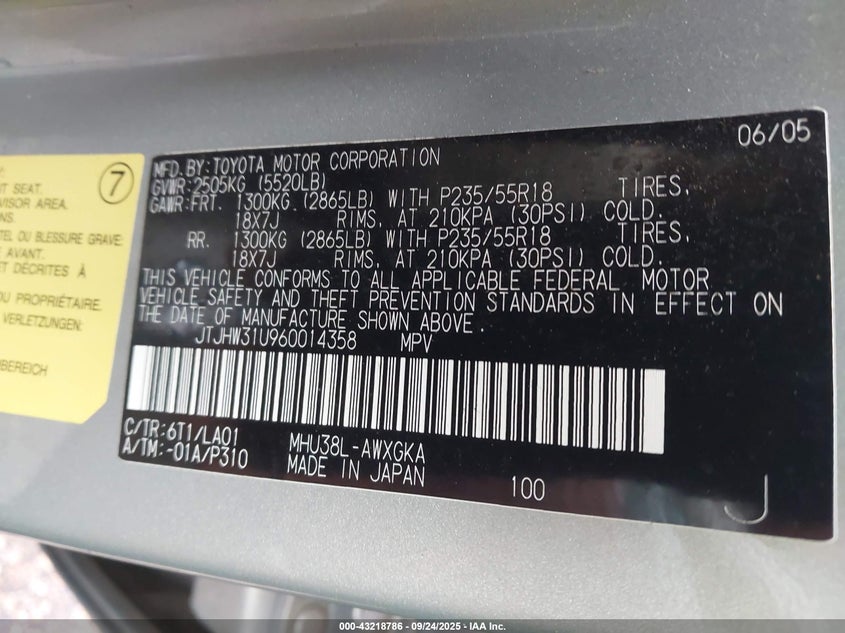 06/05
MFD.BY:TOYOTA MOTOR CORPORATION
GVWR:2505KG (5520LB)
GAWR:FRT. 1300KG (2865LB) WITH P235/55R18 TIRES,
18X7J RIMS, AT 210KPA (30PSI) COLD.
RR. 1300KG (2865LB) WITH P235/55R18 TIRES,
18X7J RIMS, AT 210KPA (30PSI) COLD.
THIS VEHICLE CONFORMS TO ALL APPLICABLE FEDERAL MOTOR
VEHICLE SAFETY AND THEFT PREVENTION STANDARDS IN EFFECT ON
THE DATE OF MANUFACTURE SHOWN ABOVE.
JTJHW31U960014358 MPV
C/TR:6T1/LA01 MHU38L-AWXGKA
A/TM:-01A/P310 MADE IN JAPAN
100
J
7
SEAT.
AREA.
OU BLESSURE GRAVE:
AVANT.
ET DÉCRITES À
PROPRIÉTAIRE.
VERLETZUNGEN:
BEREICH
000-43218786 — 09/24/2025 — IAA Inc.